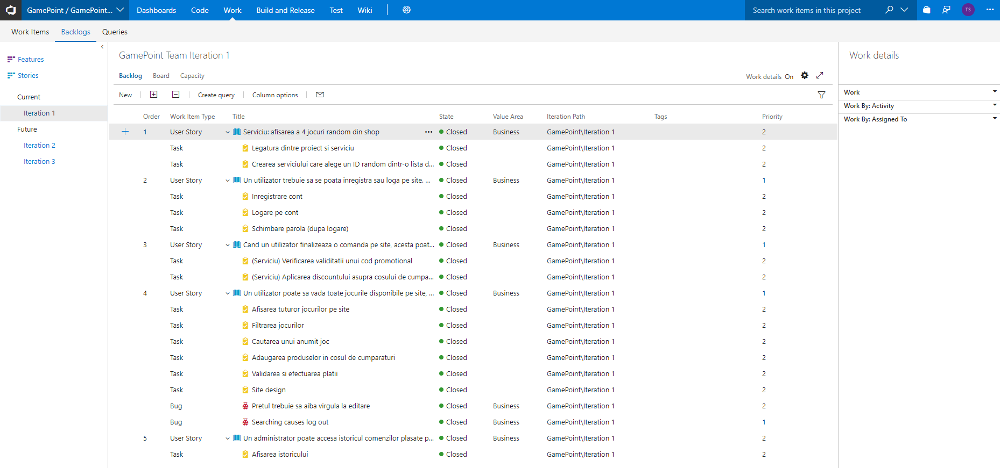 GamePoint / GamePoint... Dashboards Code Work Build and Release Test Wiki Search work items in this project TS
Work Items Backlogs Queries
Features
Stories
Current
Iteration 1
Future
Iteration 2
Iteration 3
GamePoint Team Iteration 1
Backlog Board Capacity Work details On
New Create query Column options
Order Work Item Type Title State Value Area Iteration Path Tags Priority
1 User Story Serviciu: afisarea a 4 jocuri random din shop ... Closed Business GamePoint\Iteration 1 2
Task Legatura dintre proiect si serviciu Closed GamePoint\Iteration 1 2
Task Crearea serviciului care alege un ID random dintr-o lista d... Closed GamePoint\Iteration 1 2
2 User Story Un utilizator trebuie sa se poata inregistra sau loga pe site. ... Closed Business GamePoint\Iteration 1 1
Task Inregistrare cont Closed GamePoint\Iteration 1 2
Task Logare pe cont Closed GamePoint\Iteration 1 2
Task Schimbare parola (dupa logare) Closed GamePoint\Iteration 1 2
3 User Story Cand un utilizator finalizeaza o comanda pe site, acesta poat... Closed Business GamePoint\Iteration 1 1
Task (Serviciu) Verificarea validitatii unui cod promotional Closed GamePoint\Iteration 1 2
Task (Serviciu) Aplicarea discountului asupra cosului de cumpa... Closed GamePoint\Iteration 1 2
4 User Story Un utilizator poate sa vada toate jocurile disponibile pe site, ... Closed Business GamePoint\Iteration 1 1
Task Afisarea tuturor jocurilor pe site Closed GamePoint\Iteration 1 2
Task Filtrarea jocurilor Closed GamePoint\Iteration 1 2
Task Cautarea unui anumit joc Closed GamePoint\Iteration 1 2
Task Adaugarea produselor in cosul de cumparaturi Closed GamePoint\Iteration 1 2
Task Validarea si efectuarea platii Closed GamePoint\Iteration 1 2
Task Site design Closed GamePoint\Iteration 1 2
Bug Pretul trebuie sa aiba virgula la editare Closed Business GamePoint\Iteration 1 2
Bug Searching causes log out Closed Business GamePoint\Iteration 1 1
5 User Story Un administrator poate accesa istoricul comenzilor plasate p... Closed Business GamePoint\Iteration 1 2
Task Afisarea istoricului Closed GamePoint\Iteration 1 2
Work details
Work
Work By: Activity
Work By: Assigned To